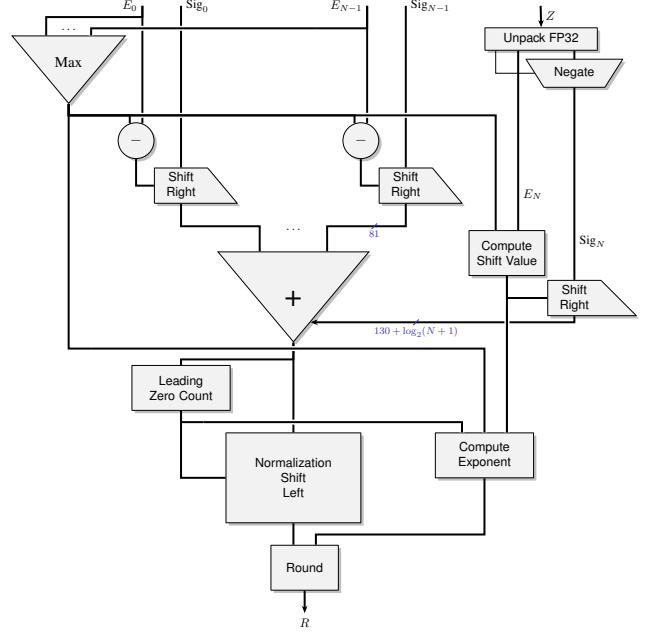 E_0
Sig_0
E_{N−1}
Sig_{N−1}
Z
...
Unpack FP32
Max
Negate
−
−
Shift
Right
Shift
Right
E_N
...
81
Sig_N
Compute
Shift Value
+
Shift
Right
130 + log_2(N + 1)
Leading
Zero Count
Normalization
Shift
Left
Compute
Exponent
Round
R